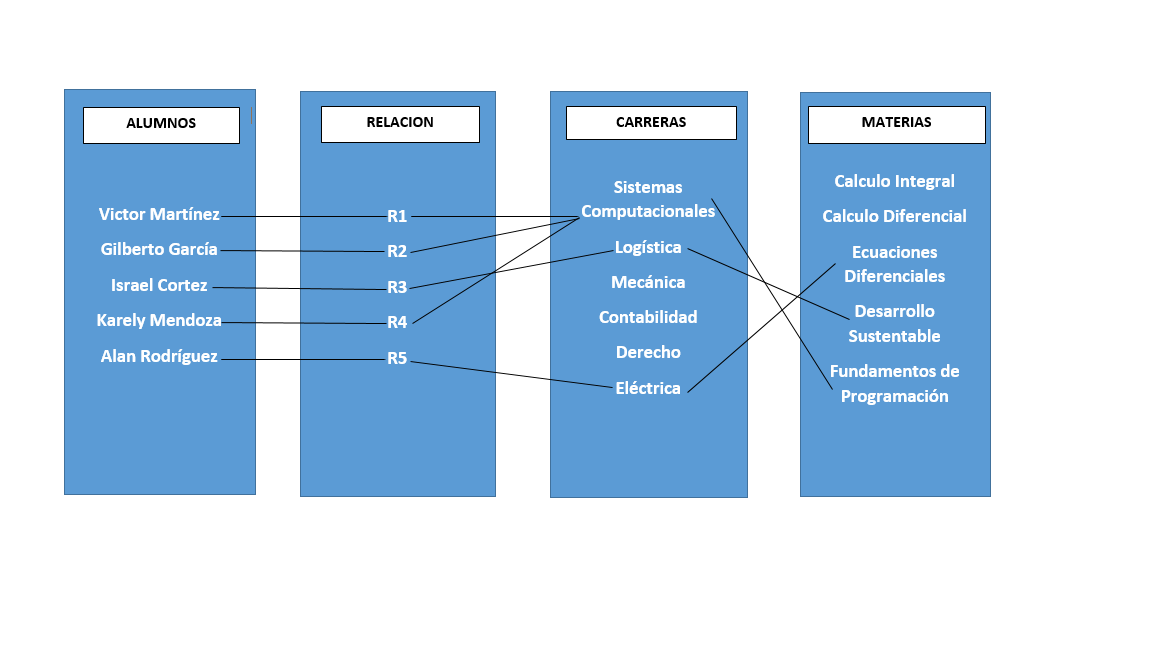 ALUMNOS
Victor Martínez
Gilberto García
Israel Cortez
Karely Mendoza
Alan Rodríguez
RELACION
R1
R2
R3
R4
R5
CARRERAS
Sistemas
Computacionales
Logística
Mecánica
Contabilidad
Derecho
Eléctrica
MATERIAS
Calculo Integral
Calculo Diferencial
Ecuaciones
Diferenciales
Desarrollo
Sustentable
Fundamentos de
Programación